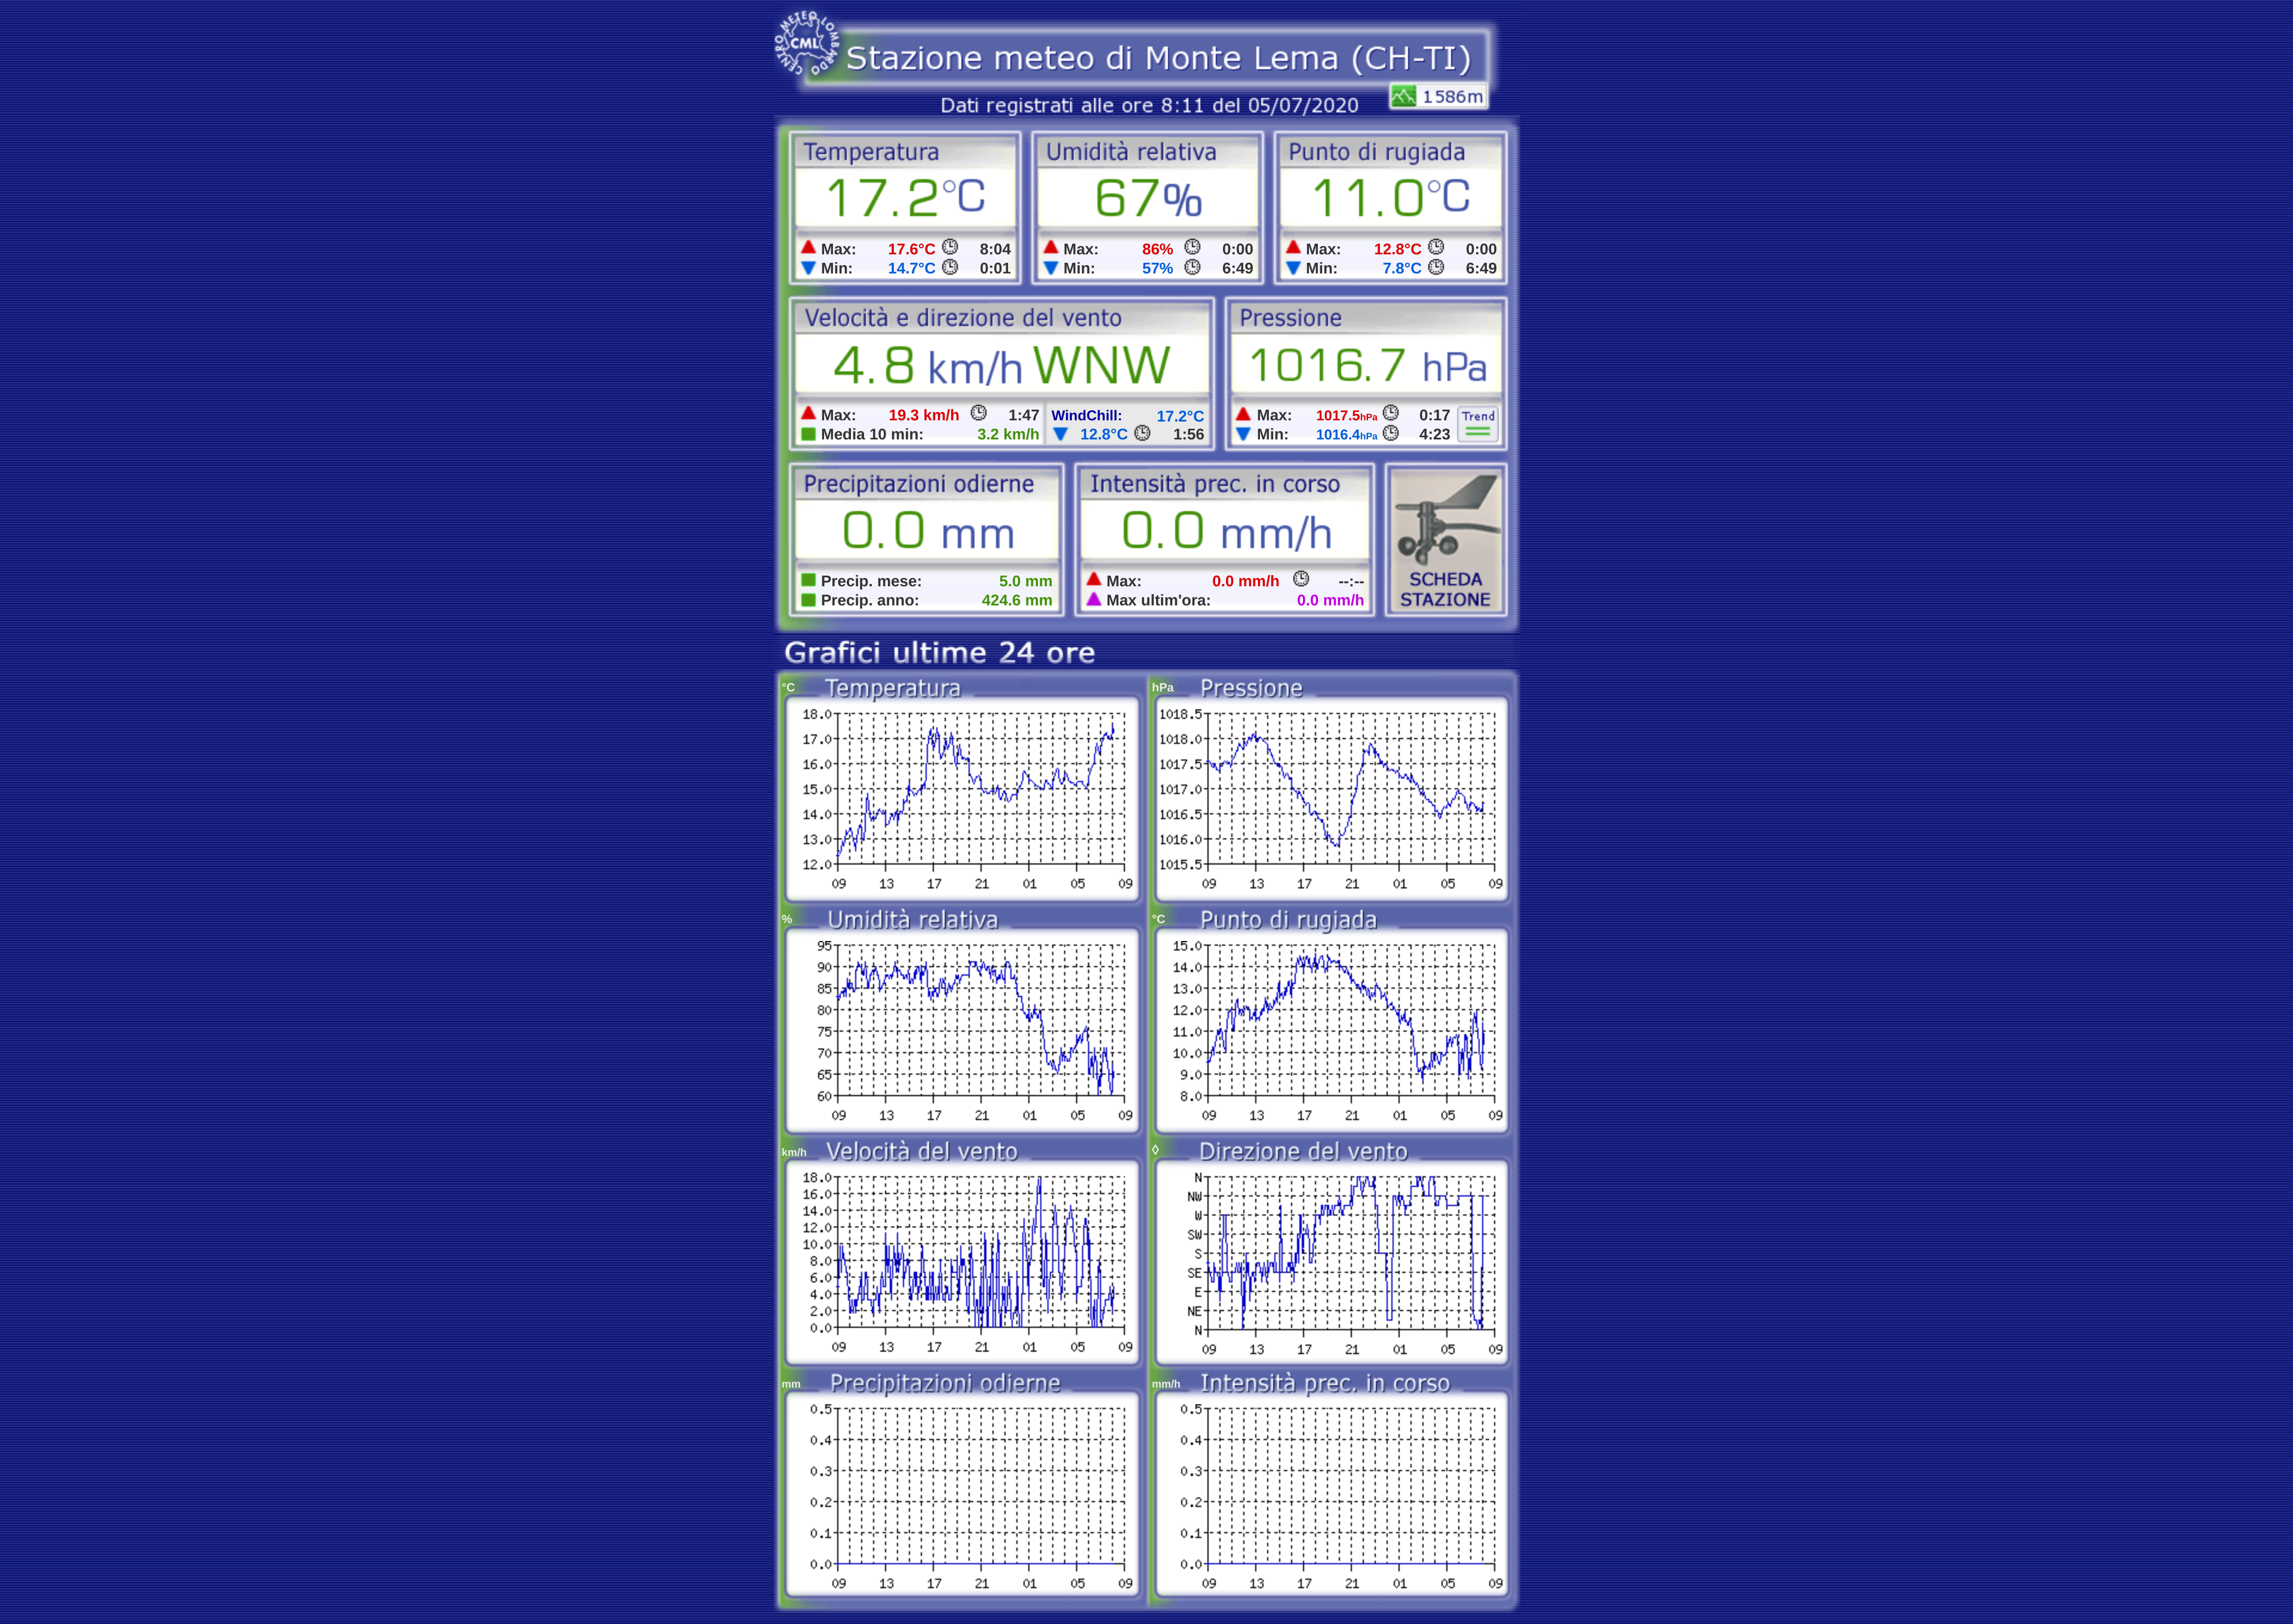 CENTRO METEO LOMBARDO
CML
Stazione meteo di Monte Lema (CH-TI)
1586m
Dati registrati alle ore 8:11 del 05/07/2020
Temperatura
17.2°C
Max: 17.6°C 8:04
Min: 14.7°C 0:01
Umidità relativa
67%
Max: 86% 0:00
Min: 57% 6:49
Punto di rugiada
11.0°C
Max: 12.8°C 0:00
Min: 7.8°C 6:49
Velocità e direzione del vento
4.8 km/h WNW
Max: 19.3 km/h 1:47
Media 10 min: 3.2 km/h
WindChill: 17.2°C
12.8°C 1:56
Pressione
1016.7 hPa
Max: 1017.5hPa 0:17
Min: 1016.4hPa 4:23
Trend
Precipitazioni odierne
0.0 mm
Precip. mese: 5.0 mm
Precip. anno: 424.6 mm
Intensità prec. in corso
0.0 mm/h
Max: 0.0 mm/h --:--
Max ultim'ora: 0.0 mm/h
SCHEDA
STAZIONE
Grafici ultime 24 ore
°C Temperatura
18.0
17.0
16.0
15.0
14.0
13.0
12.0
09 13 17 21 01 05 09
hPa Pressione
1018.5
1018.0
1017.5
1017.0
1016.5
1016.0
1015.5
09 13 17 21 01 05 09
% Umidità relativa
95
90
85
80
75
70
65
60
09 13 17 21 01 05 09
°C Punto di rugiada
15.0
14.0
13.0
12.0
11.0
10.0
9.0
8.0
09 13 17 21 01 05 09
km/h Velocità del vento
18.0
16.0
14.0
12.0
10.0
8.0
6.0
4.0
2.0
0.0
09 13 17 21 01 05 09
◊ Direzione del vento
N
NW
W
SW
S
SE
E
NE
N
09 13 17 21 01 05 09
mm Precipitazioni odierne
0.5
0.4
0.3
0.2
0.1
0.0
09 13 17 21 01 05 09
mm/h Intensità prec. in corso
0.5
0.4
0.3
0.2
0.1
0.0
09 13 17 21 01 05 09